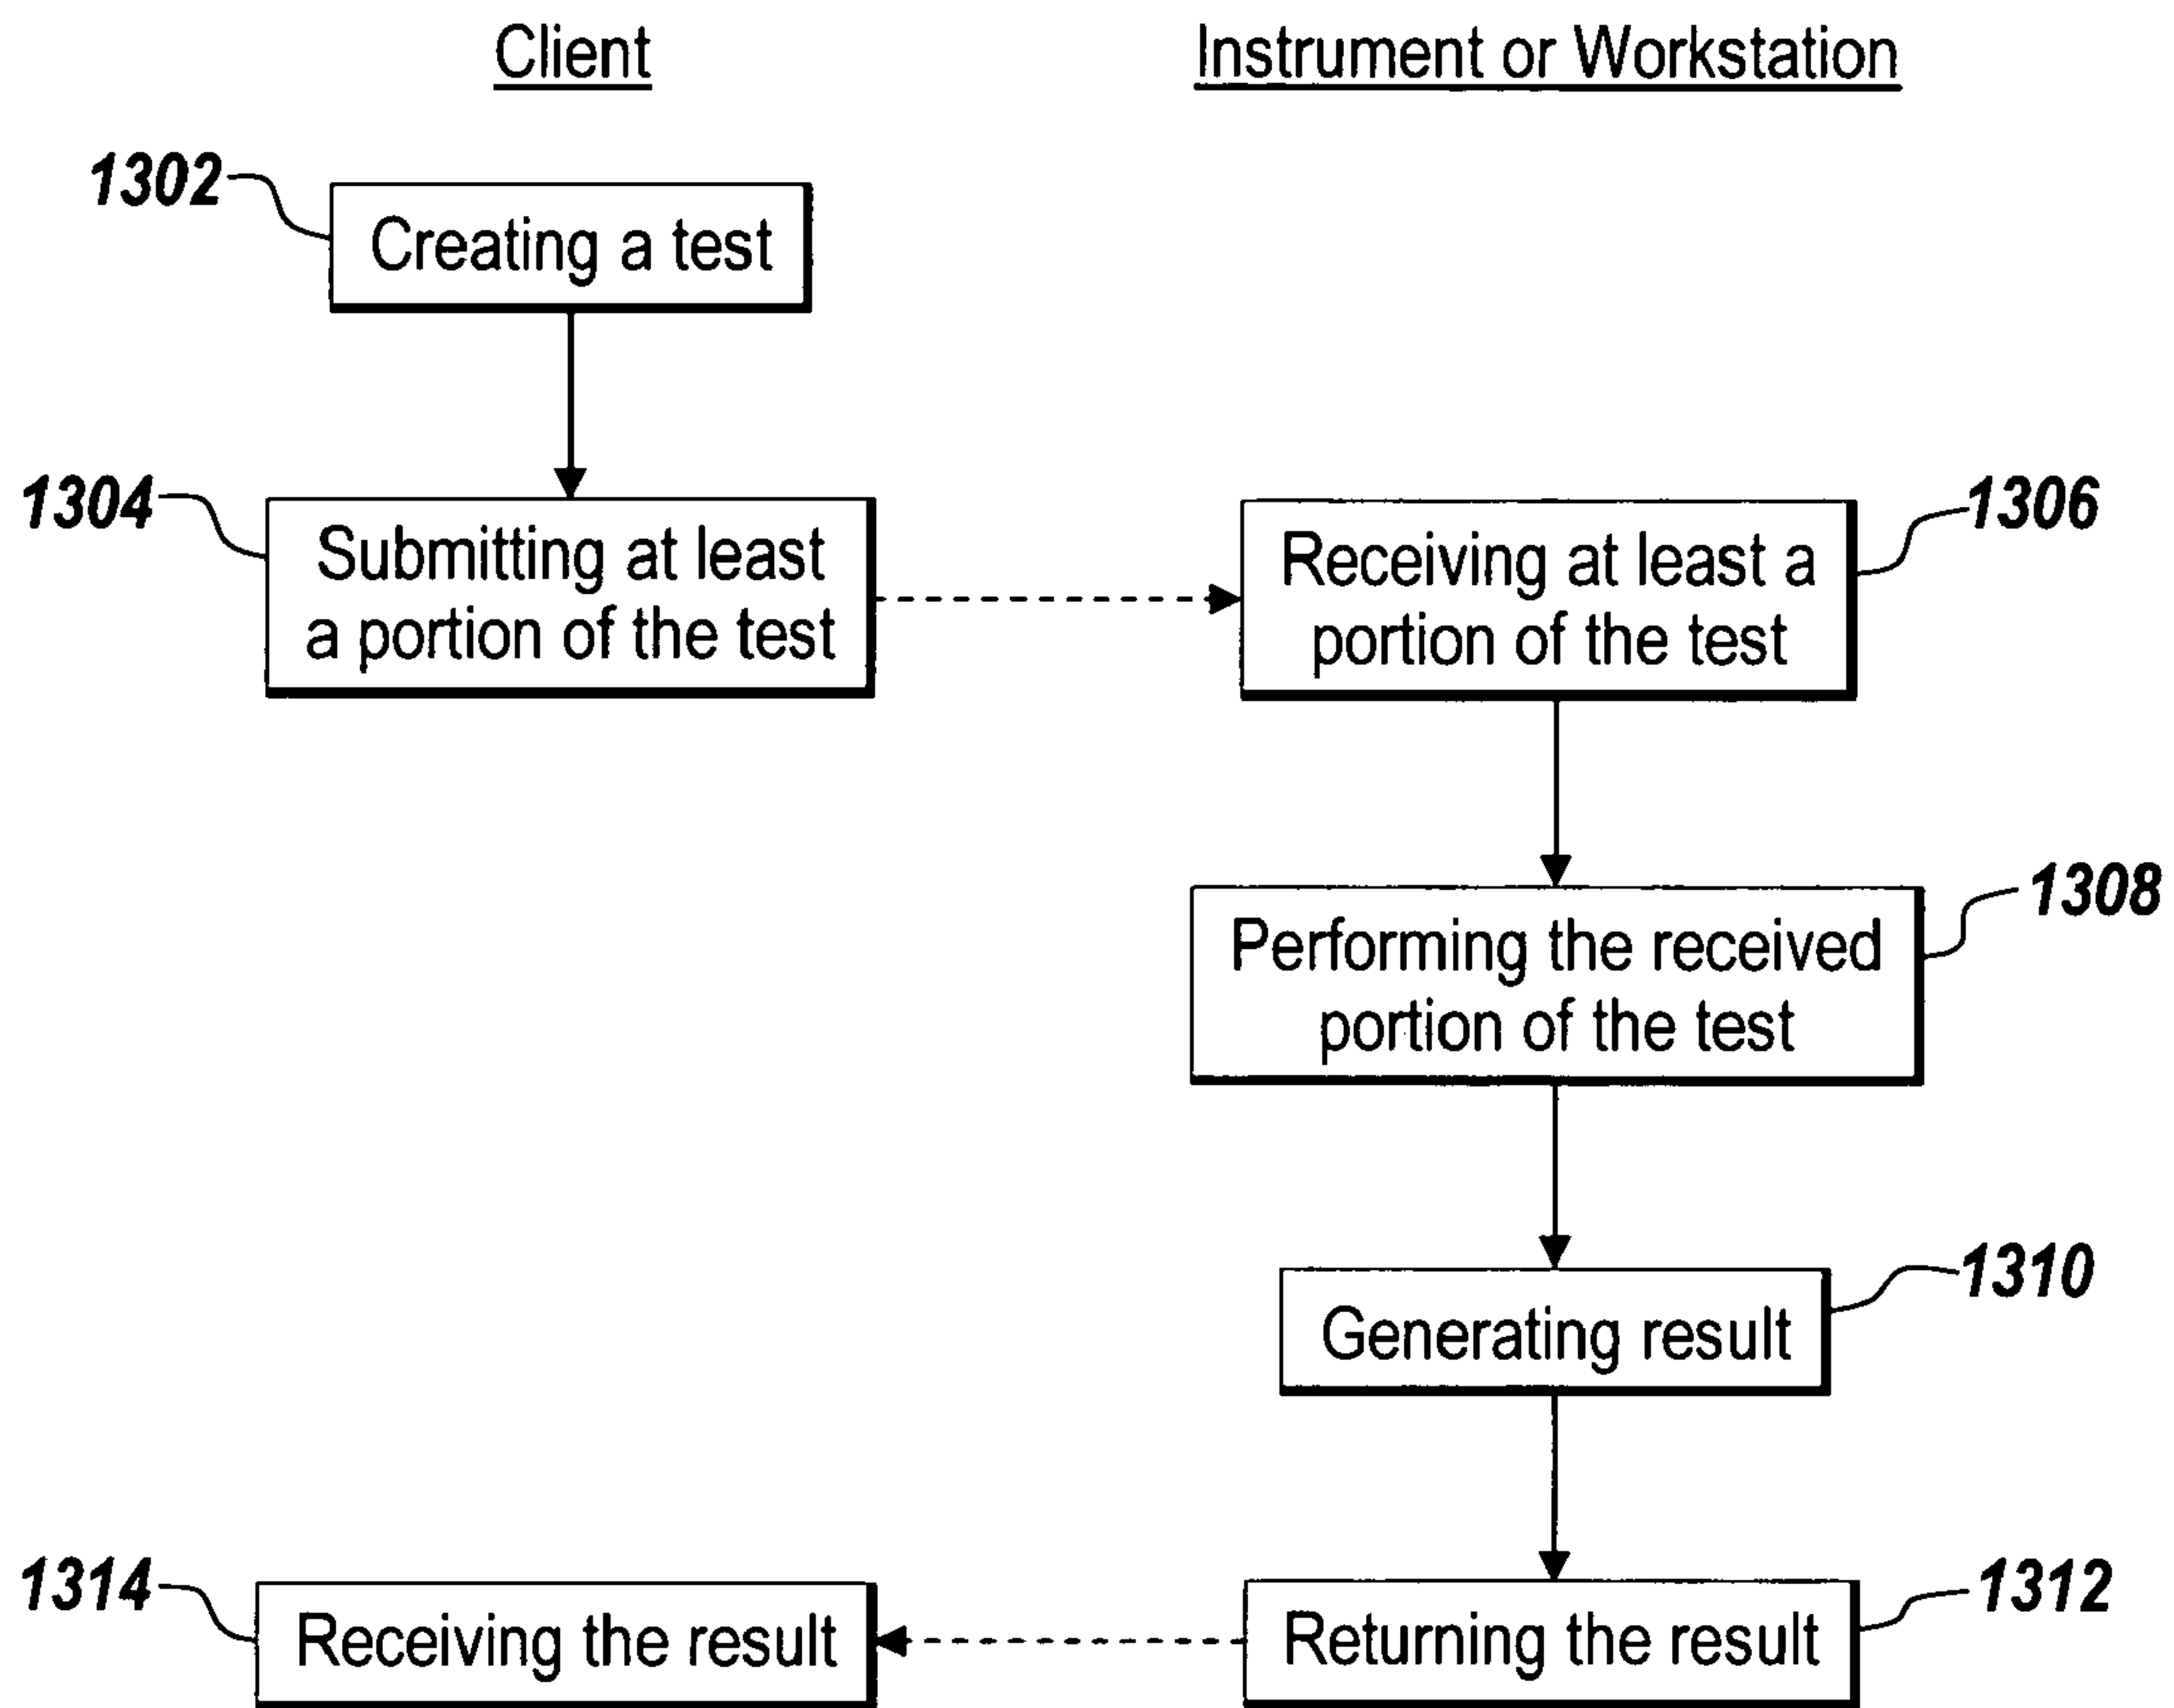 Client
Instrument or Workstation
1302
Creating a test
1304
Submitting at least
a portion of the test
1306
Receiving at least a
portion of the test
1308
Performing the received
portion of the test
1310
Generating result
1312
Returning the result
1314
Receiving the result